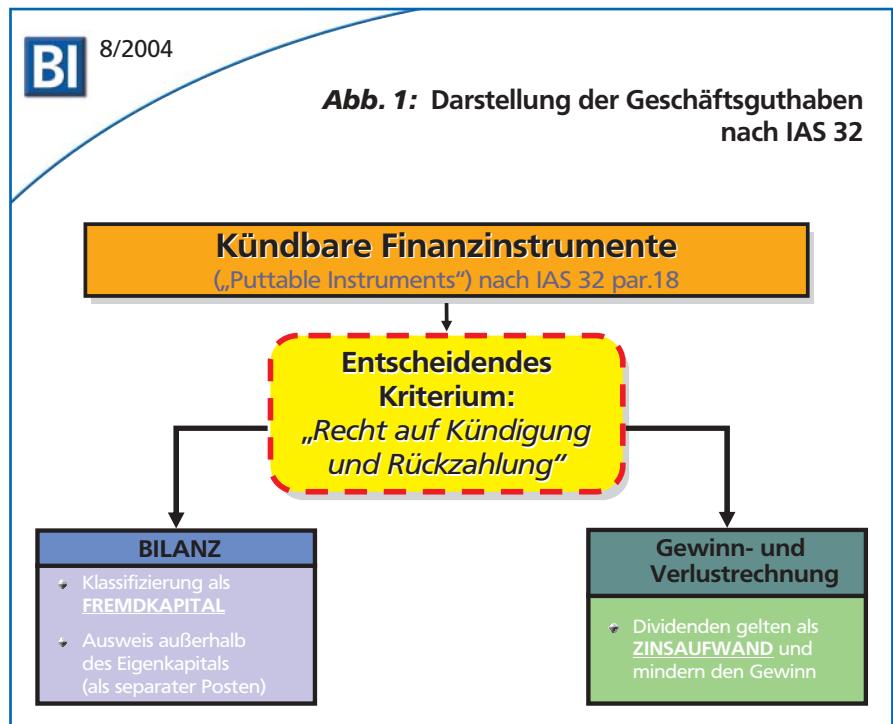 BI 8/2004
Abb. 1: Darstellung der Geschäftsguthaben
nach IAS 32
Kündbare Finanzinstrumente
(„Puttable Instruments“) nach IAS 32 par.18
Entscheidendes
Kriterium:
„Recht auf Kündigung
und Rückzahlung“
BILANZ
Klassifizierung als
FREMDKAPITAL
Ausweis außerhalb
des Eigenkapitals
(als separater Posten)
Gewinn- und
Verlustrechnung
Dividenden gelten als
ZINSAUFWAND und
mindern den Gewinn